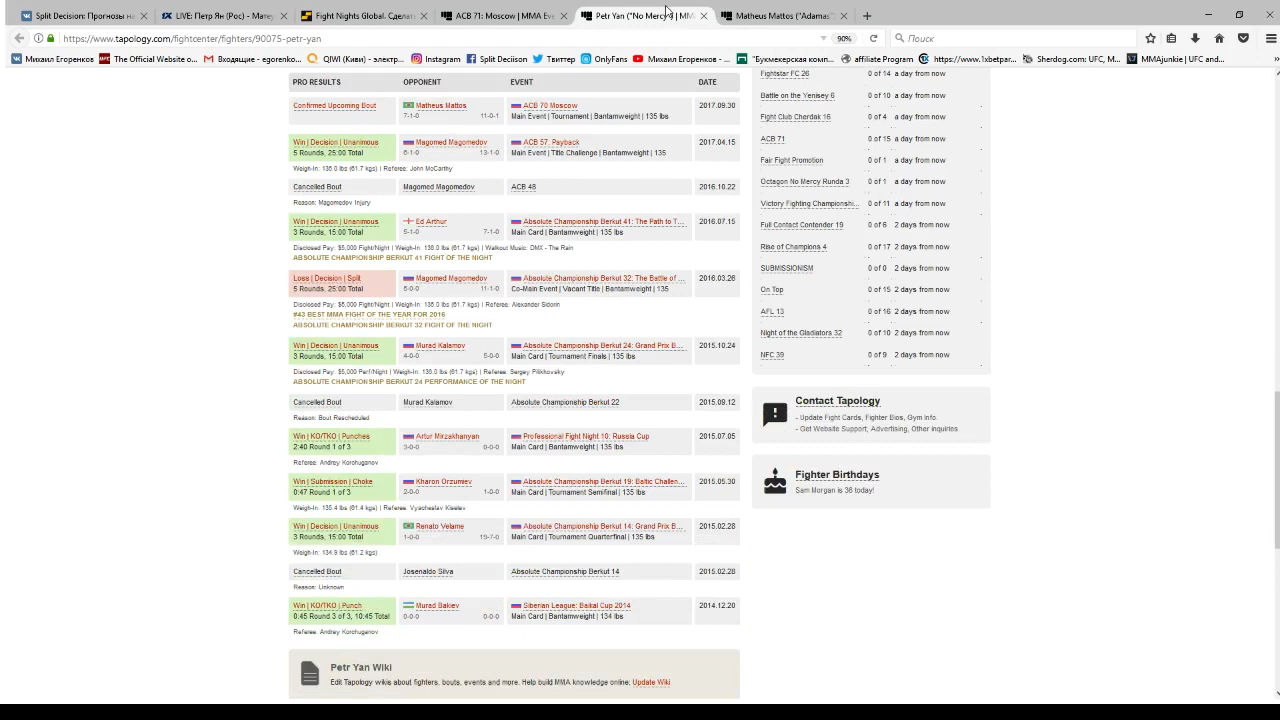 Split Decision: Прогнозы н
LIVE: Петр Ян (Рос) - Мате
Fight Nights Global. Сделат
ACB 71: Moscow | MMA Eve
Petr Yan ("No Mercy") | MM
Matheus Mattos ("Adamas"
https://www.tapology.com/fightcenter/fighters/90075-petr-yan
90%
Поиск
Михаил Егоренков
The Official Website o...
Входящие - egorenko...
QIWI (Киви) - электр...
Instagram
Split Decision
Твиттер
OnlyFans
Михаил Егоренков - ...
"Букмекерская комп...
affiliate Program
https://www.1xbetpar...
Sherdog.com: UFC, M...
MMAjunkie | UFC and...
PRO RESULTS OPPONENT EVENT DATE
Confirmed Upcoming Bout Matheus Mattos ACB 70 Moscow 2017.09.30
7-1-0 11-0-1 Main Event | Tournament | Bantamweight | 135 lbs
Win | Decision | Unanimous Magomed Magomedov ACB 57. Payback 2017.04.15
5 Rounds, 25:00 Total 6-1-0 13-1-0 Main Event | Title Challenge | Bantamweight | 135
Weigh-In: 135.0 lbs (61.7 kgs) | Referee: John McCarthy
Cancelled Bout Magomed Magomedov ACB 48 2016.10.22
Reason: Magomedov Injury
Win | Decision | Unanimous Ed Arthur Absolute Championship Berkut 41: The Path to T... 2016.07.15
3 Rounds, 15:00 Total 5-1-0 7-1-0 Main Card | Bantamweight | 135 lbs
Disclosed Pay: $5,000 Fight/Night | Weigh-In: 136.0 lbs (61.7 kgs) | Walkout Music: DMX - The Rain
ABSOLUTE CHAMPIONSHIP BERKUT 41 FIGHT OF THE NIGHT
Loss | Decision | Split Magomed Magomedov Absolute Championship Berkut 32: The Battle of ... 2016.03.26
5 Rounds, 25:00 Total 5-0-0 11-1-0 Co-Main Event | Vacant Title | Bantamweight | 135
Disclosed Pay: $5,000 Fight/Night | Weigh-In: 135.0 lbs (61.7 kgs) | Referee: Alexander Sidorin
#43 BEST MMA FIGHT OF THE YEAR FOR 2016
ABSOLUTE CHAMPIONSHIP BERKUT 32 FIGHT OF THE NIGHT
Win | Decision | Unanimous Murad Kalamov Absolute Championship Berkut 24: Grand Prix B... 2015.10.24
3 Rounds, 15:00 Total 4-0-0 5-0-0 Main Card | Tournament Finals | 135 lbs
Disclosed Pay: $5,000 Perf/Night | Weigh-In: 136.0 lbs (61.7 kgs) | Referee: Sergey Pilikhovsky
ABSOLUTE CHAMPIONSHIP BERKUT 24 PERFORMANCE OF THE NIGHT
Cancelled Bout Murad Kalamov Absolute Championship Berkut 22 2015.09.12
Reason: Bout Rescheduled
Win | KO/TKO | Punches Artur Mirzakhanyan Professional Fight Night 10: Russia Cup 2015.07.05
2:40 Round 1 of 3 3-0-0 0-0-0 Main Card | Bantamweight | 135 lbs
Referee: Andrey Korchuganov
Win | Submission | Choke Kharon Orzumiev Absolute Championship Berkut 19: Baltic Challen... 2015.05.30
0:47 Round 1 of 3 2-0-0 1-0-0 Main Card | Tournament Semifinal | 135 lbs
Weigh-In: 135.4 lbs (61.4 kgs) | Referee: Vyacheslav Kiselev
Win | Decision | Unanimous Renato Velame Absolute Championship Berkut 14: Grand Prix B... 2015.02.28
3 Rounds, 15:00 Total 1-0-0 19-7-0 Main Card | Tournament Quarterfinal | 135 lbs
Weigh-In: 134.9 lbs (61.2 kgs)
Cancelled Bout Josenaldo Silva Absolute Championship Berkut 14 2015.02.28
Reason: Unknown
Win | KO/TKO | Punch Murad Bakiev Siberian League: Baikal Cup 2014 2014.12.20
0:45 Round 3 of 3, 10:45 Total 0-0-0 0-0-0 Main Card | Bantamweight | 134 lbs
Referee: Andrey Korchuganov
Petr Yan Wiki
Edit Tapology wikis about fighters, bouts, events and more. Help build MMA knowledge online: Update Wiki
Fightstar FC 26 0 of 14 a day from now
Battle on the Yenisey 6 0 of 10 a day from now
Fight Club Cherdak 16 0 of 4 a day from now
ACB 71 0 of 15 a day from now
Fair Fight Promotion 0 of 1 a day from now
Octagon No Mercy Runda 3 0 of 1 a day from now
Victory Fighting Championshi... 0 of 11 a day from now
Full Contact Contender 19 0 of 6 2 days from now
Rise of Champions 4 0 of 17 2 days from now
SUBMISSIONISM 0 of 0 2 days from now
On Top 0 of 15 2 days from now
AFL 13 0 of 16 2 days from now
Night of the Gladiators 32 0 of 10 2 days from now
NFC 39 0 of 9 2 days from now
Contact Tapology
- Update Fight Cards, Fighter Bios, Gym Info.
- Get Website Support, Advertising, Other inquiries
Fighter Birthdays
Sam Morgan is 36 today!